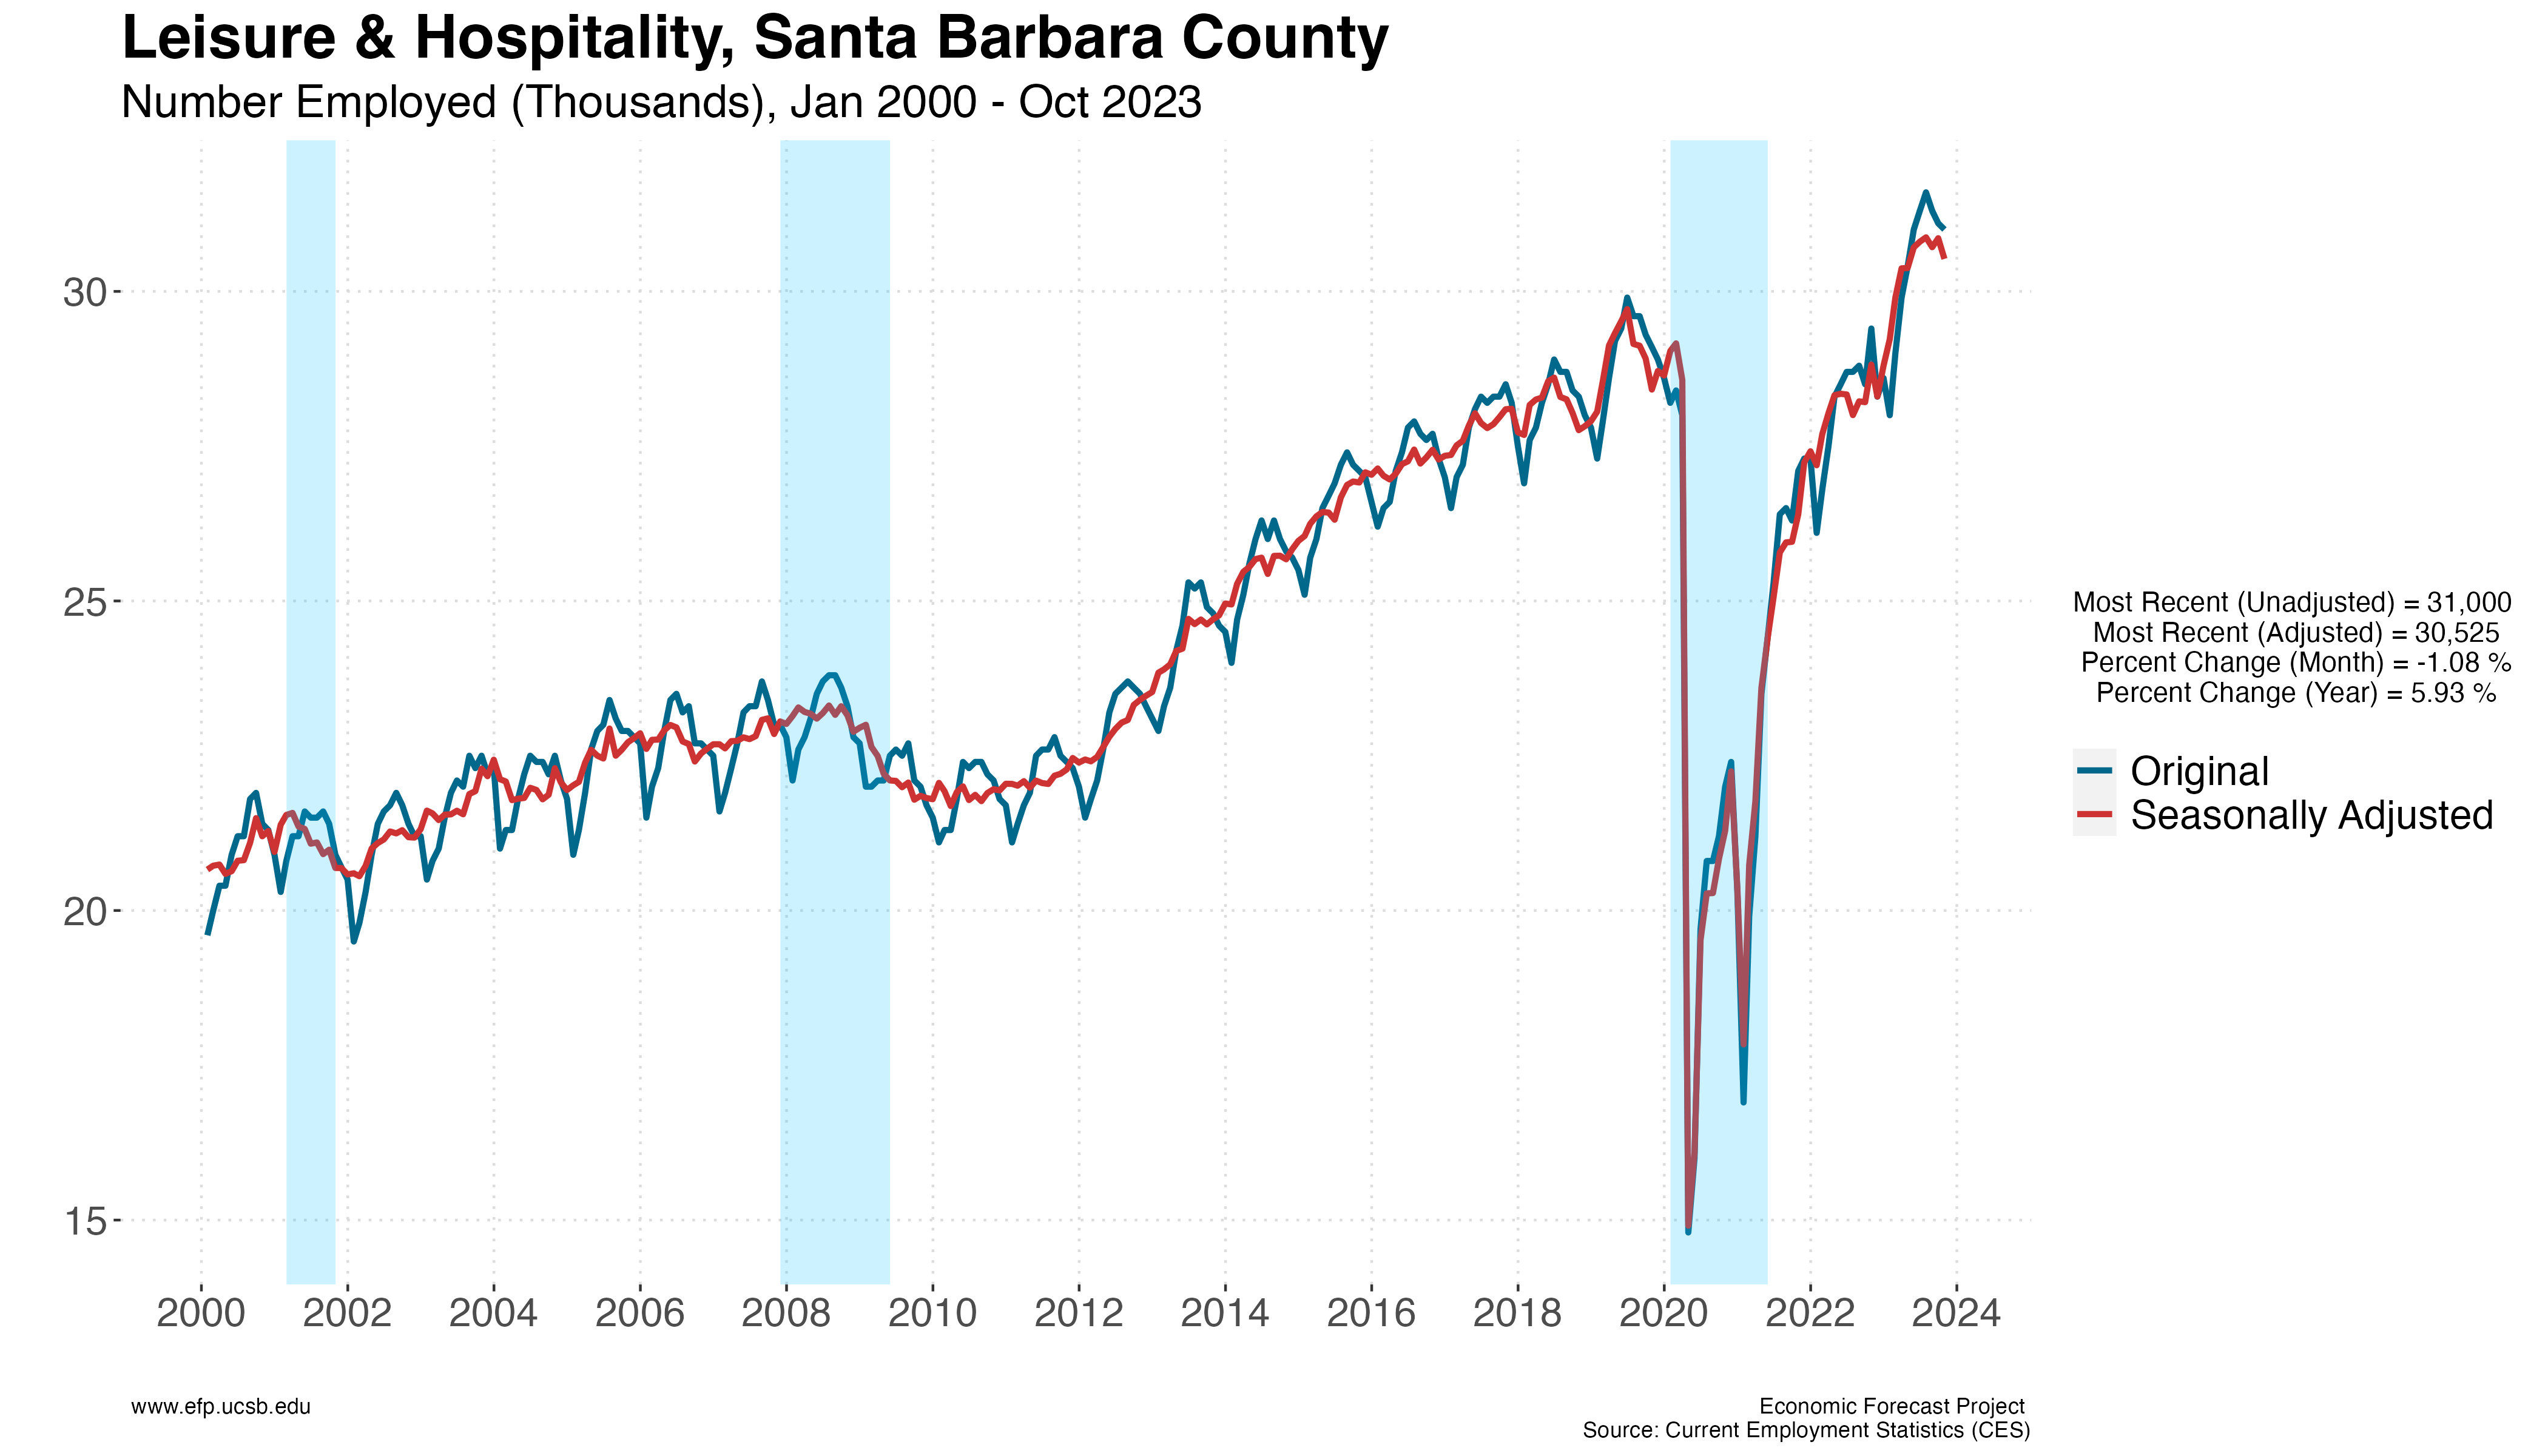 Leisure & Hospitality, Santa Barbara County
Number Employed (Thousands), Jan 2000 - Oct 2023
30
25
20
15
2000 2002 2004 2006 2008 2010 2012 2014 2016 2018 2020 2022 2024
Most Recent (Unadjusted) = 31,000
Most Recent (Adjusted) = 30,525
Percent Change (Month) = -1.08 %
Percent Change (Year) = 5.93 %
Original
Seasonally Adjusted
www.efp.ucsb.edu
Economic Forecast Project
Source: Current Employment Statistics (CES)